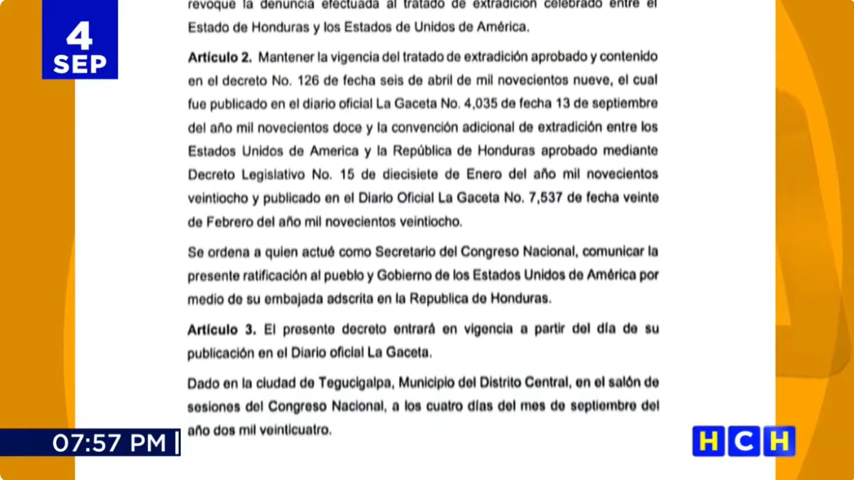 4
SEP
revoque la denuncia efectuada al tratado de extradición celebrado entre el
Estado de Honduras y los Estados de Unidos de América.
Artículo 2. Mantener la vigencia del tratado de extradición aprobado y contenido
en el decreto No. 126 de fecha seis de abril de mil novecientos nueve, el cual
fue publicado en el diario oficial La Gaceta No. 4,035 de fecha 13 de septiembre
del año mil novecientos doce y la convención adicional de extradición entre los
Estados Unidos de America y la República de Honduras aprobado mediante
Decreto Legislativo No. 15 de diecisiete de Enero del año mil novecientos
veintiocho y publicado en el Diario Oficial La Gaceta No. 7,537 de fecha veinte
de Febrero del año mil novecientos veintiocho.
Se ordena a quien actué como Secretario del Congreso Nacional, comunicar la
presente ratificación al pueblo y Gobierno de los Estados Unidos de América por
medio de su embajada adscrita en la Republica de Honduras.
Artículo 3. El presente decreto entrará en vigencia a partir del día de su
publicación en el Diario oficial La Gaceta.
Dado en la ciudad de Tegucigalpa, Municipio del Distrito Central, en el salón de
sesiones del Congreso Nacional, a los cuatro días del mes de septiembre del
año dos mil veinticuatro.
07:57 PM
HCH